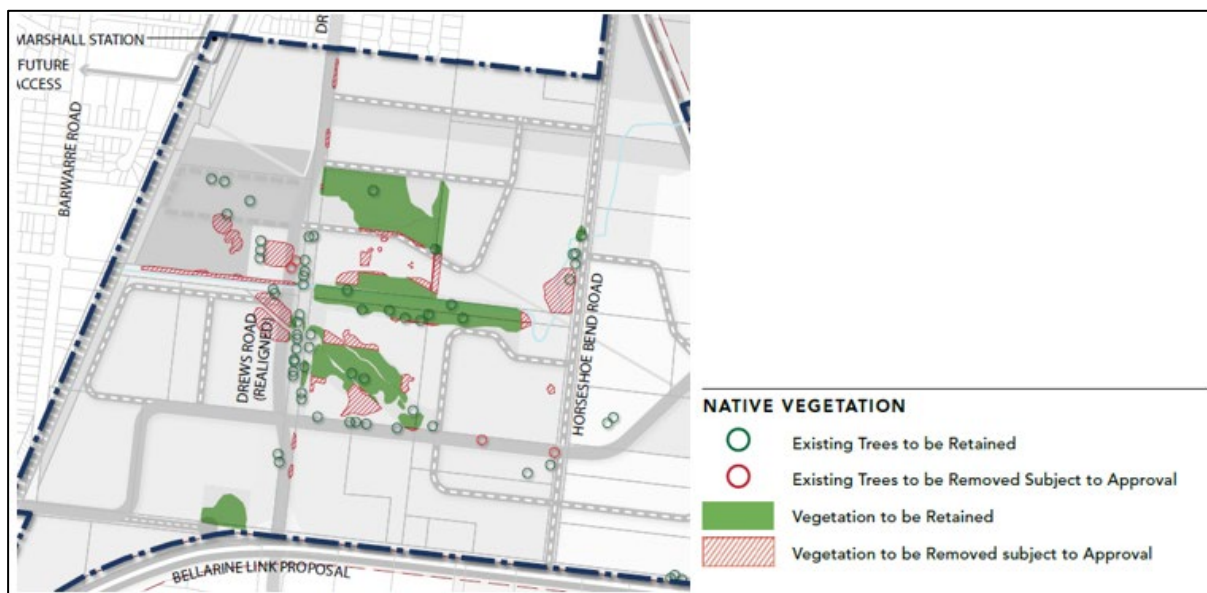 MARSHALL STATION
DR
FUTURE
ACCESS
BARWARRE ROAD
DREWS ROAD
(REALIGNED)
HORSESHOE BEND ROAD
BELLARINE LINK PROPOSAL
NATIVE VEGETATION
Existing Trees to be Retained
Existing Trees to be Removed Subject to Approval
Vegetation to be Retained
Vegetation to be Removed subject to Approval